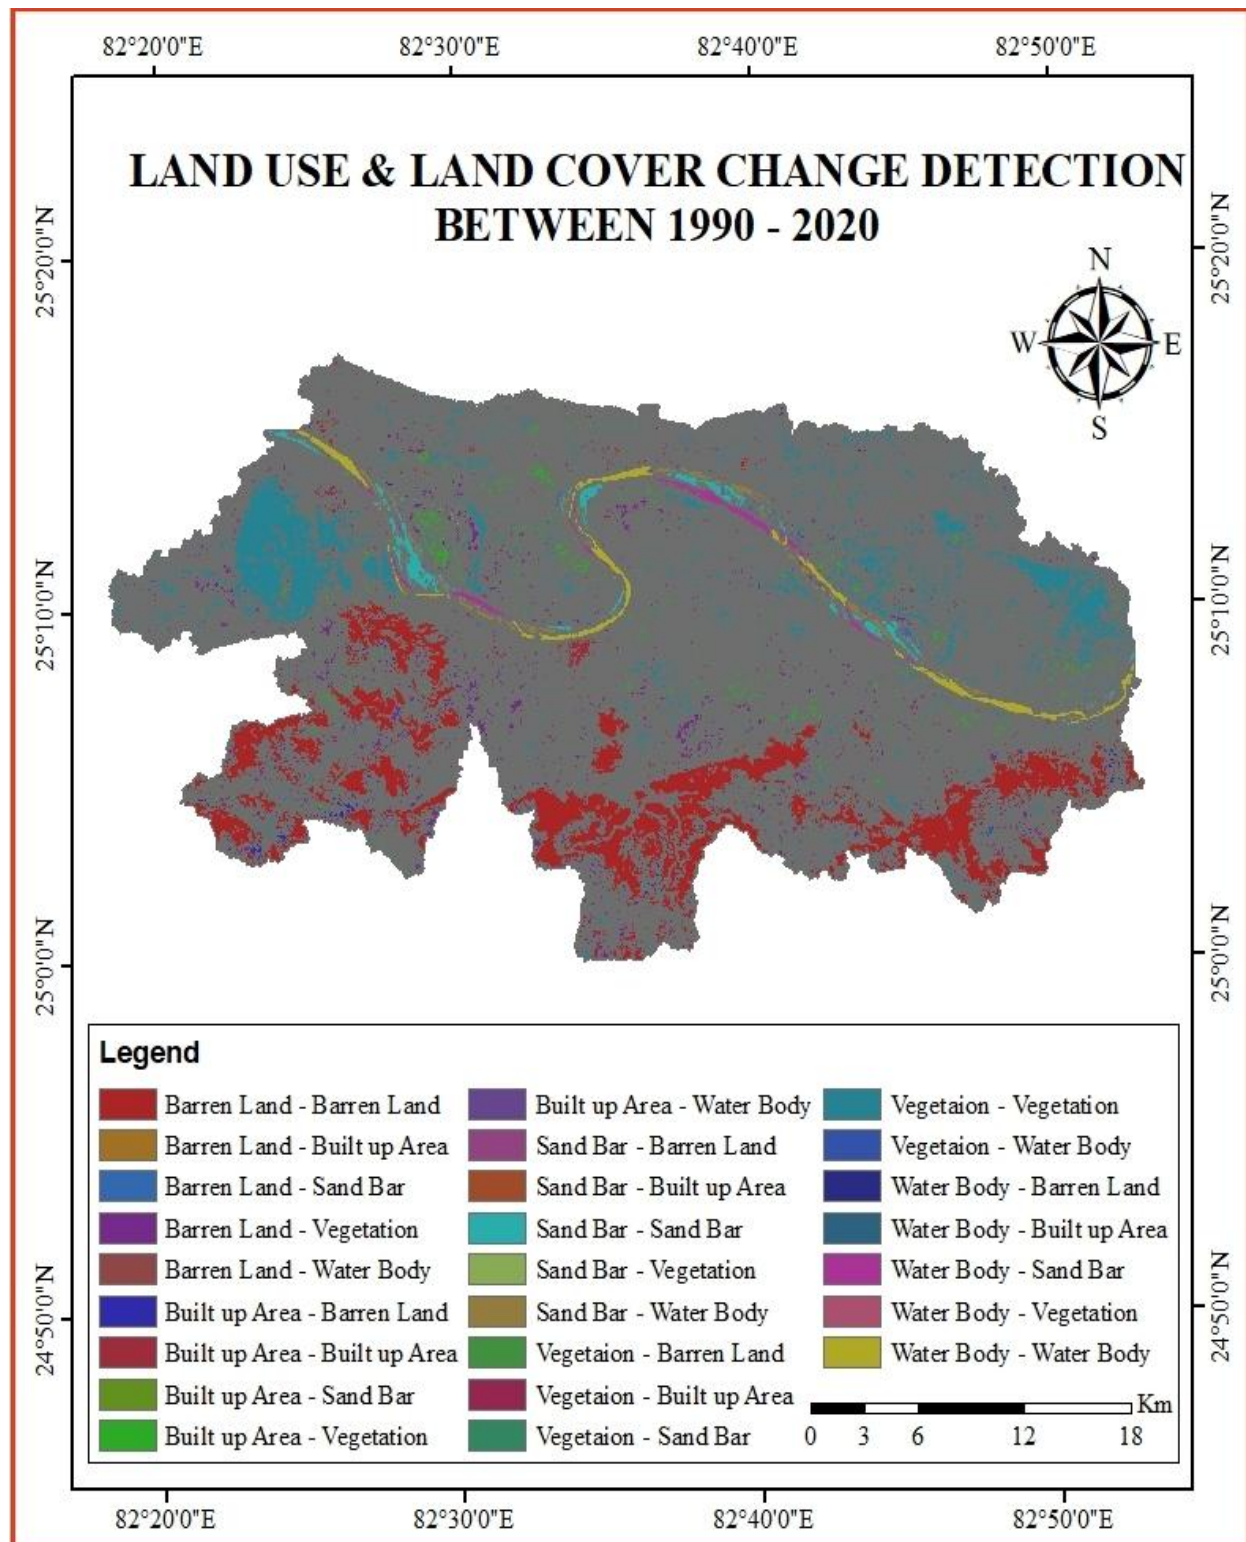 82°20'0"E 82°30'0"E 82°40'0"E 82°50'0"E
LAND USE & LAND COVER CHANGE DETECTION
BETWEEN 1990 - 2020
N
W E
S
25°20'0"N 25°20'0"N
25°10'0"N 25°10'0"N
25°0'0"N 25°0'0"N
24°50'0"N 24°50'0"N
Legend
Barren Land - Barren Land
Barren Land - Built up Area
Barren Land - Sand Bar
Barren Land - Vegetation
Barren Land - Water Body
Built up Area - Barren Land
Built up Area - Built up Area
Built up Area - Sand Bar
Built up Area - Vegetation
Built up Area - Water Body
Sand Bar - Barren Land
Sand Bar - Built up Area
Sand Bar - Sand Bar
Sand Bar - Vegetation
Sand Bar - Water Body
Vegetaion - Barren Land
Vegetaion - Built up Area
Vegetaion - Sand Bar
Vegetaion - Vegetation
Vegetaion - Water Body
Water Body - Barren Land
Water Body - Built up Area
Water Body - Sand Bar
Water Body - Vegetation
Water Body - Water Body
Km
0 3 6 12 18
82°20'0"E 82°30'0"E 82°40'0"E 82°50'0"E